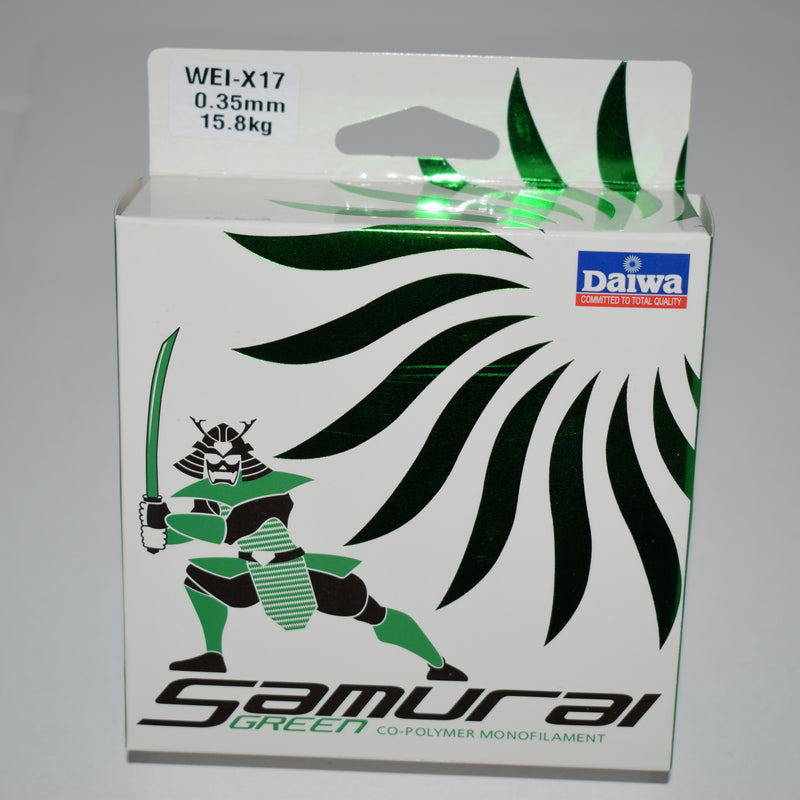 WEI-X17
0.35mm
15.8kg
Daiwa
COMMITTED TO TOTAL QUALITY
Samurai
GREEN CO-POLYMER MONOFILAMENT